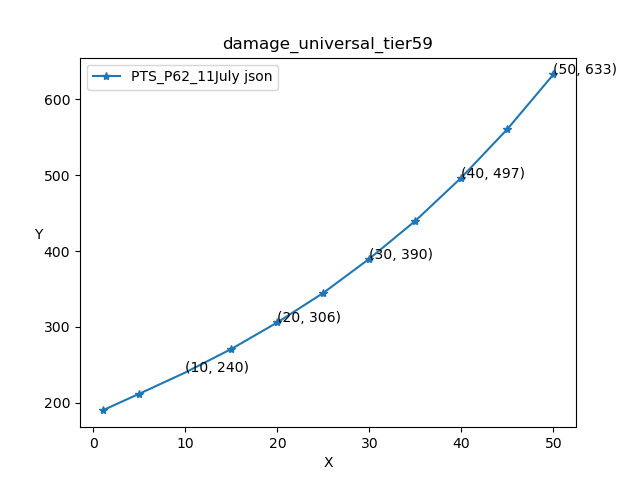 damage_universal_tier59
PTS_P62_11July json
(50, 633)
(40, 497)
(30, 390)
(20, 306)
(10, 240)
600
500
400
300
200
Y
0 10 20 30 40 50
X